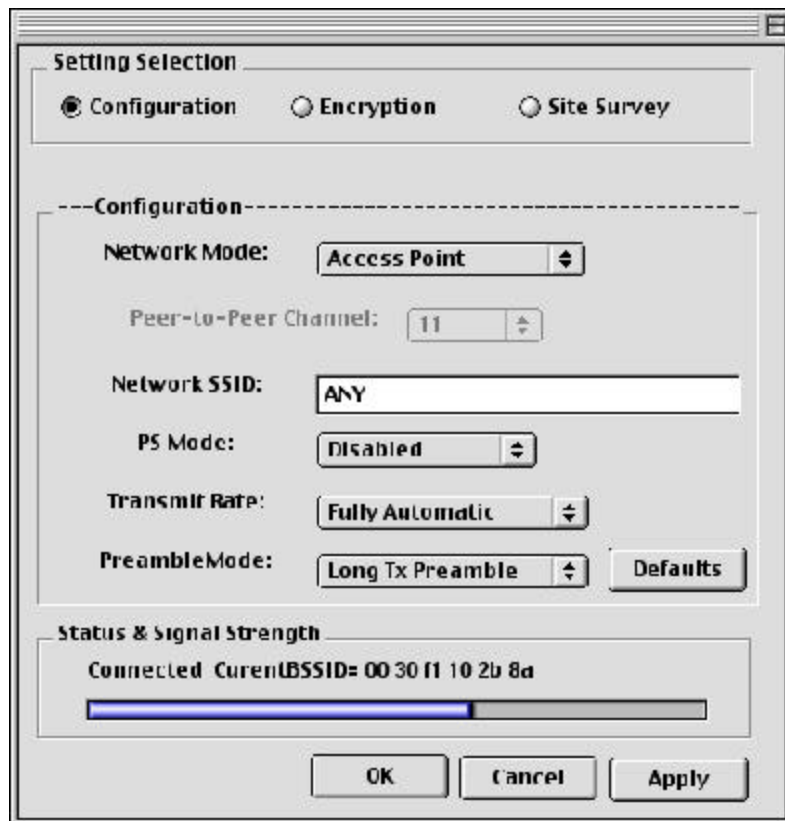 Setting Selection
Configuration Encryption Site Survey
---Configuration---
Network Mode: Access Point
Peer-to-Peer Channel: 11
Network SSID: ANY
PS Mode: Disabled
Transmit Rate: Fully Automatic
PreambleMode: Long Tx Preamble Defaults
Status & Signal Strength
Connected CurentBSSID= 00 30 f1 10 2b 8a
OK Cancel Apply